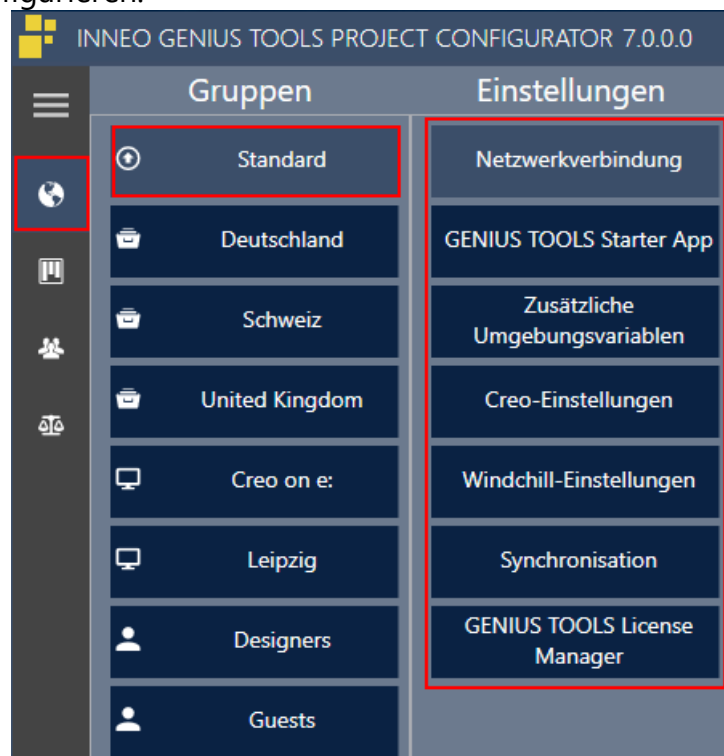 INNEO GENIUS TOOLS PROJECT CONFIGURATOR 7.0.0.0
Gruppen
Einstellungen
Standard
Netzwerkverbindung
Deutschland
GENIUS TOOLS Starter App
Schweiz
Zusätzliche
Umgebungsvariablen
United Kingdom
Creo-Einstellungen
Creo on e:
Windchill-Einstellungen
Leipzig
Synchronisation
Designers
GENIUS TOOLS License
Manager
Guests